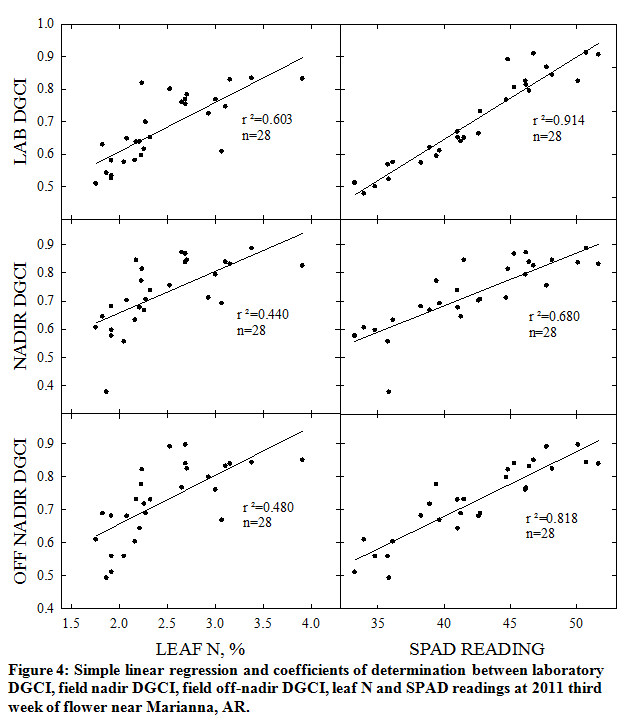 1.0
0.9
0.8
0.7
0.6
0.5
LAB DGCI
r ²=0.603
n=28
r ²=0.914
n=28
0.9
0.8
0.7
0.6
0.5
0.4
NADIR DGCI
r ²=0.440
n=28
r ²=0.680
n=28
0.9
0.8
0.7
0.6
0.5
0.4
OFF NADIR DGCI
r ²=0.480
n=28
r ²=0.818
n=28
1.5 2.0 2.5 3.0 3.5 4.0
35 40 45 50
LEAF N, %
SPAD READING
Figure 4: Simple linear regression and coefficients of determination between laboratory
DGCI, field nadir DGCI, field off-nadir DGCI, leaf N and SPAD readings at 2011 third
week of flower near Marianna, AR.